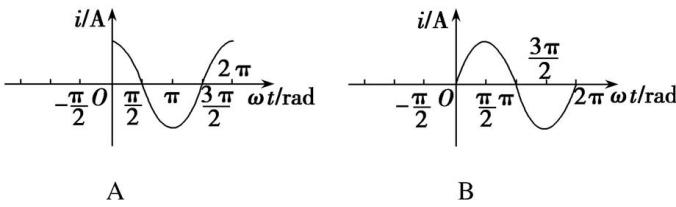 i/A
2π
-π/2 O π/2 π 3π/2 ωt/rad
A
i/A
3π/2
-π/2 O π/2 π 2π ωt/rad
B